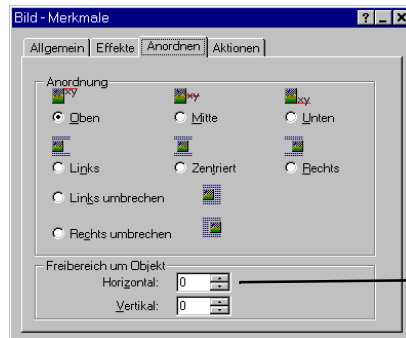 Bild - Merkmale
Allgemein Effekte Anordnen Aktionen
Anordnung
Oben Mitte Unten
Links Zentriert Rechts
Links umbrechen
Rechts umbrechen
Freibereich um Objekt
Horizontal: 0
Vertikal: 0